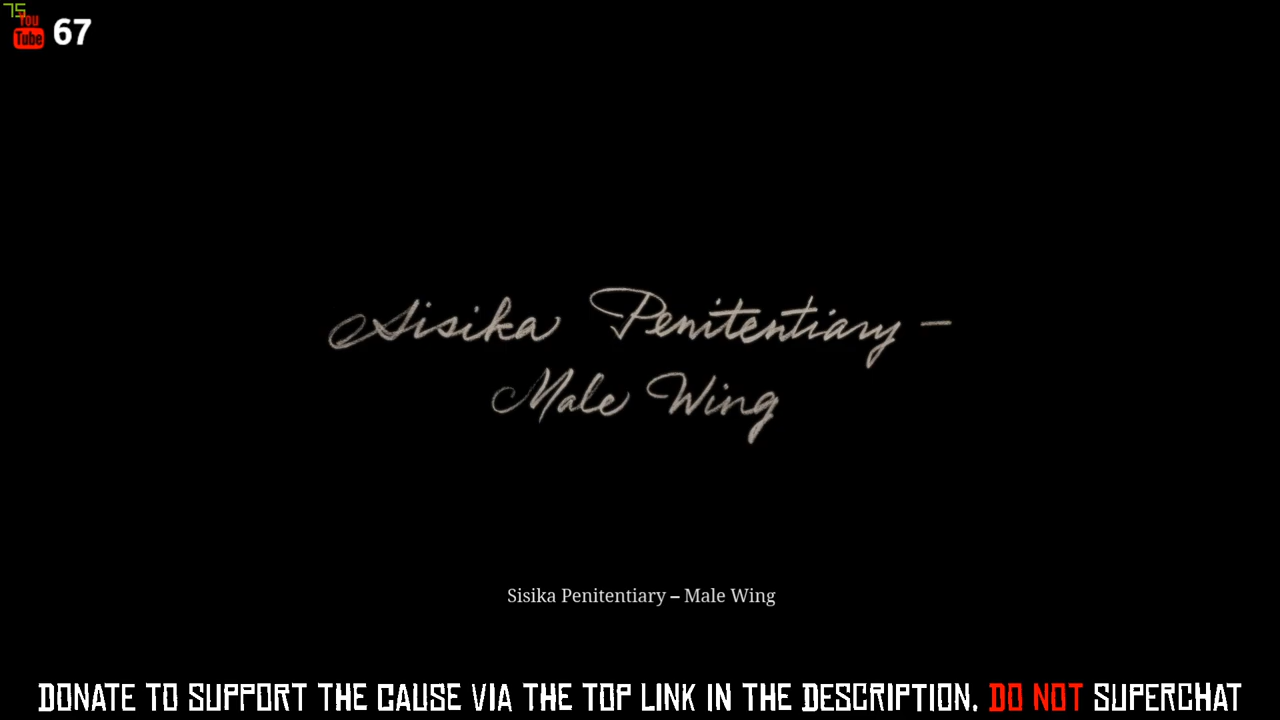 75
You
Tube 67
Sisika Penitentiary –
Male Wing
Sisika Penitentiary – Male Wing
DONATE TO SUPPORT THE CAUSE VIA THE TOP LINK IN THE DESCRIPTION. DO NOT SUPERCHAT